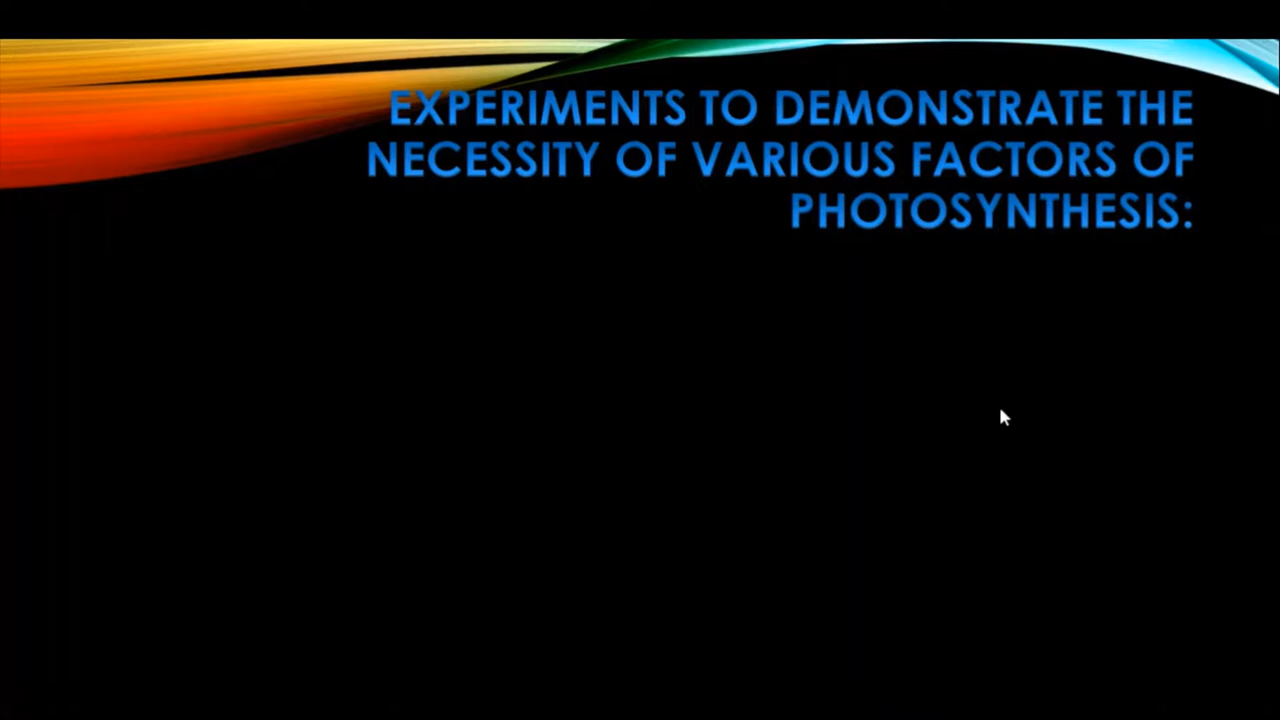 EXPERIMENTS TO DEMONSTRATE THE
NECESSITY OF VARIOUS FACTORS OF
PHOTOSYNTHESIS: